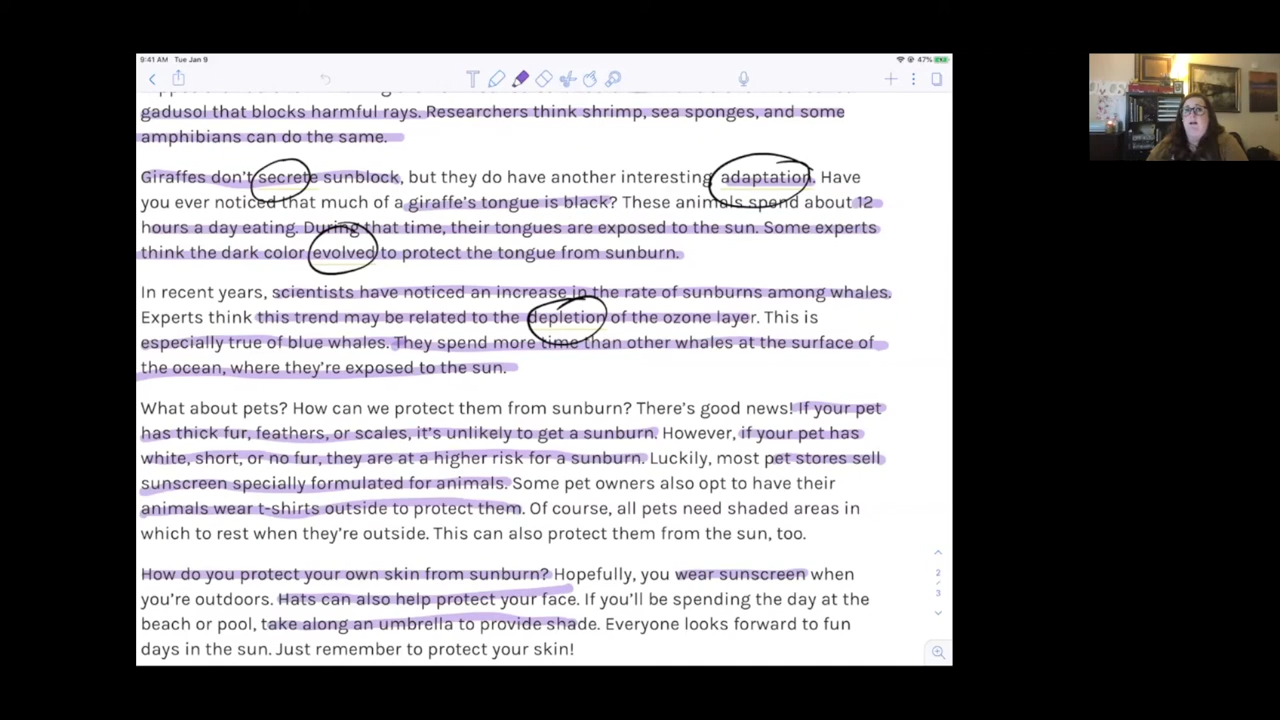 9:41 AM Tue Jan 9
47%
gadusol that blocks harmful rays. Researchers think shrimp, sea sponges, and some
amphibians can do the same.
Giraffes don't secrete sunblock, but they do have another interesting adaptation. Have
you ever noticed that much of a giraffe's tongue is black? These animals spend about 12
hours a day eating. During that time, their tongues are exposed to the sun. Some experts
think the dark color evolved to protect the tongue from sunburn.
In recent years, scientists have noticed an increase in the rate of sunburns among whales.
Experts think this trend may be related to the depletion of the ozone layer. This is
especially true of blue whales. They spend more time than other whales at the surface of
the ocean, where they're exposed to the sun.
What about pets? How can we protect them from sunburn? There's good news! If your pet
has thick fur, feathers, or scales, it's unlikely to get a sunburn. However, if your pet has
white, short, or no fur, they are at a higher risk for a sunburn. Luckily, most pet stores sell
sunscreen specially formulated for animals. Some pet owners also opt to have their
animals wear t-shirts outside to protect them. Of course, all pets need shaded areas in
which to rest when they're outside. This can also protect them from the sun, too.
How do you protect your own skin from sunburn? Hopefully, you wear sunscreen when
you're outdoors. Hats can also help protect your face. If you'll be spending the day at the
beach or pool, take along an umbrella to provide shade. Everyone looks forward to fun
days in the sun. Just remember to protect your skin!
2
/
3